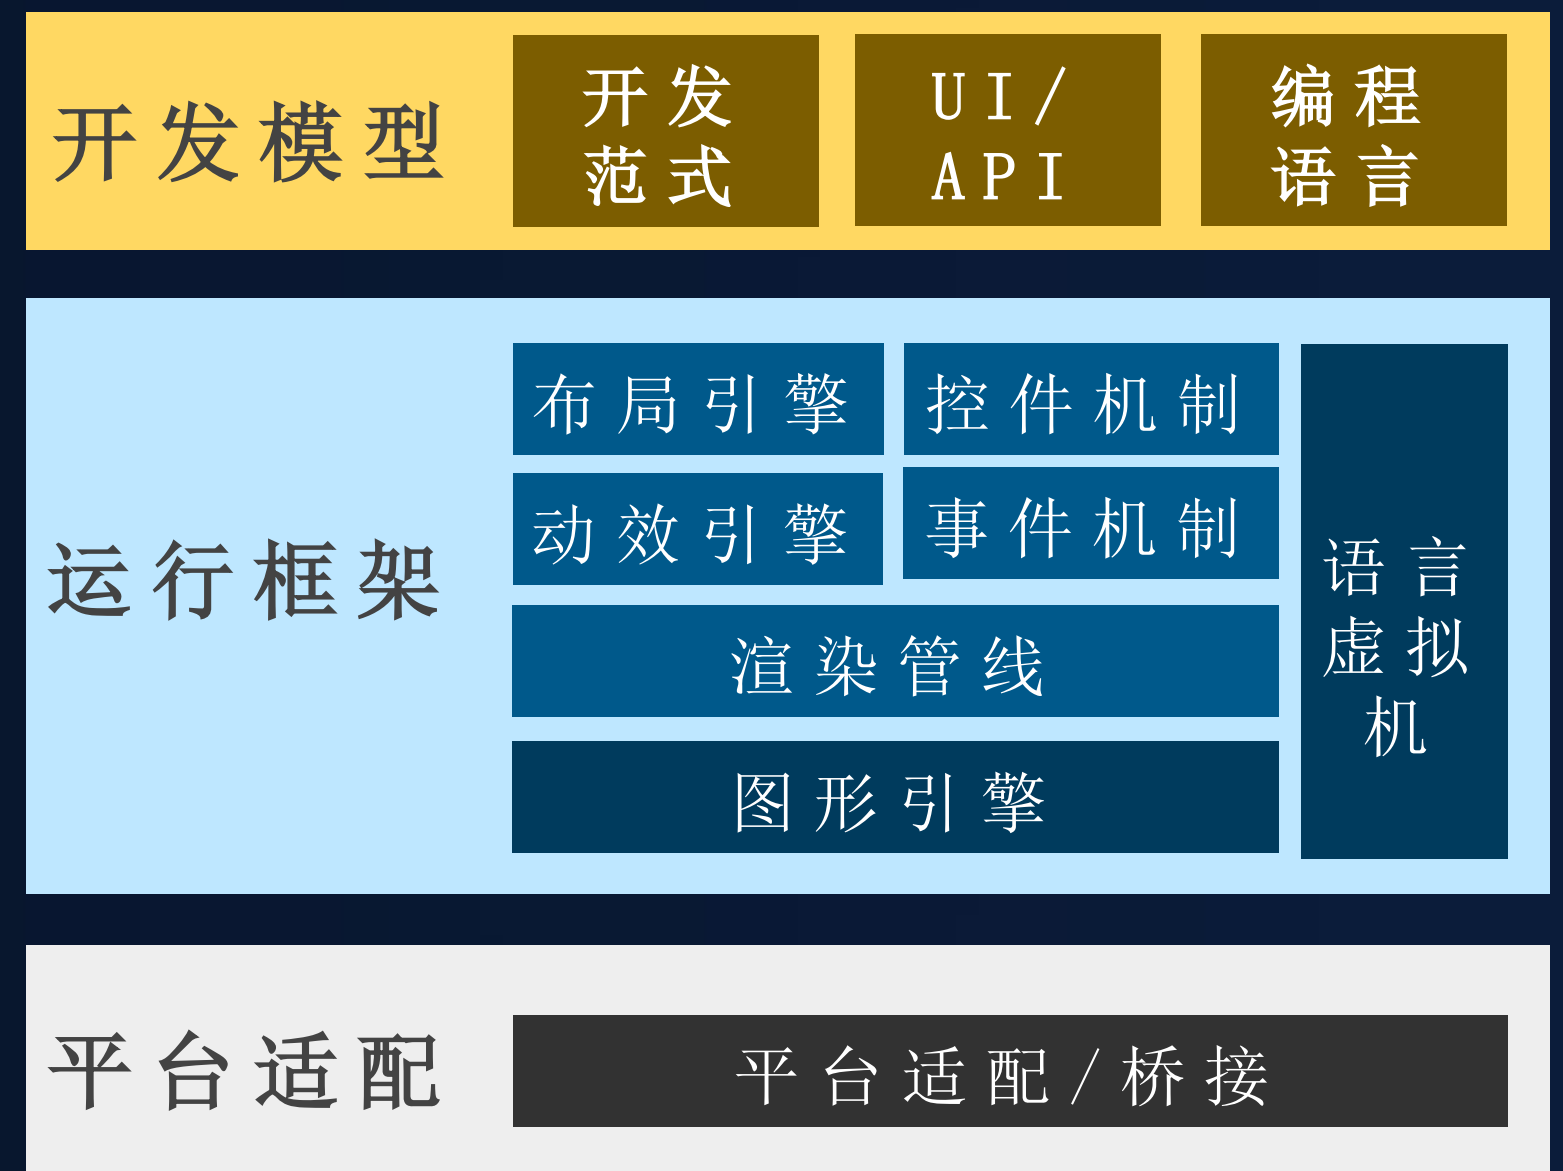 开发模型
开发
范式
UI/
API
编程
语言
运行框架
布局引擎
控件机制
动效引擎
事件机制
渲染管线
图形引擎
语言
虚拟
机
平台适配
平台适配/桥接